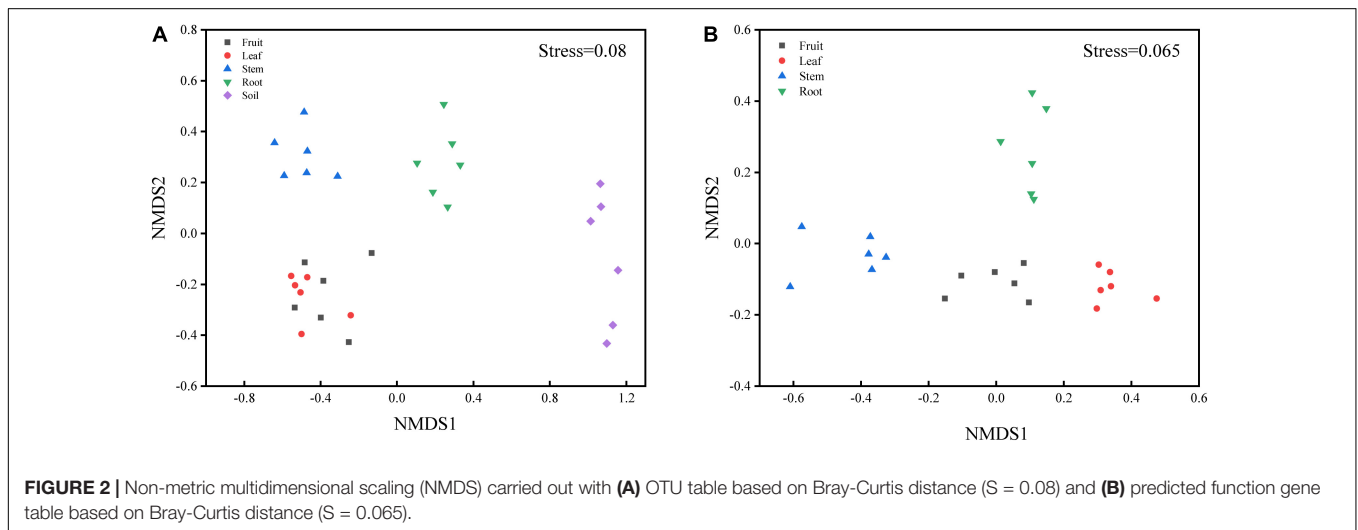 A
Stress=0.08
Fruit
Leaf
Stem
Root
Soil
0.8
0.6
0.4
0.2
0.0
-0.2
-0.4
-0.6
NMDS2
-0.8
-0.4
0.0
0.4
0.8
1.2
NMDS1
B
Stress=0.065
Fruit
Leaf
Stem
Root
0.6
0.4
0.2
0.0
-0.2
-0.4
NMDS2
-0.6
-0.4
-0.2
0.0
0.2
0.4
0.6
NMDS1
FIGURE 2 | Non-metric multidimensional scaling (NMDS) carried out with (A) OTU table based on Bray-Curtis distance (S = 0.08) and (B) predicted function gene
table based on Bray-Curtis distance (S = 0.065).